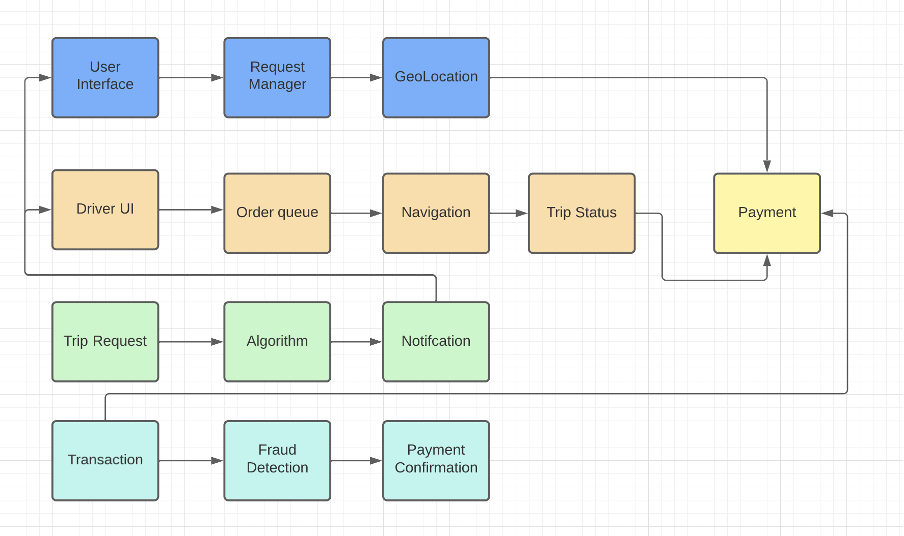 User
Interface
Request
Manager
GeoLocation
Driver UI
Order queue
Navigation
Trip Status
Payment
Trip Request
Algorithm
Notifcation
Transaction
Fraud
Detection
Payment
Confirmation